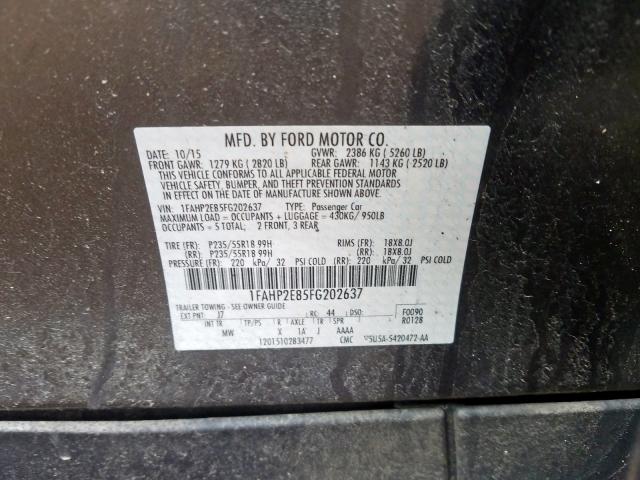 MFD. BY FORD MOTOR CO.
DATE: 10/15 GVWR: 2386 KG ( 5260 LB)
FRONT GAWR: 1279 KG ( 2820 LB) REAR GAWR: 1143 KG ( 2520 LB)
THIS VEHICLE CONFORMS TO ALL APPLICABLE FEDERAL MOTOR
VEHICLE SAFETY, BUMPER, AND THEFT PREVENTION STANDARDS
IN EFFECT ON THE DATE OF MANUFACTURE SHOWN ABOVE.
VIN: 1FAHP2E85FG202637 TYPE: Passenger Car
MAXIMUM LOAD = OCCUPANTS + LUGGAGE = 430KG/ 950LB
OCCUPANTS = 5 TOTAL; 2 FRONT, 3 REAR
TIRE (FR): P235/55R18 99H RIMS (FR): 18X8.0J
(RR): P235/55R18 99H (RR): 18X8.0J
PRESSURE (FR): 220 kPa/ 32 PSI COLD (RR): 220 kPa/ 32 PSI COLD
1FAHP2E85FG202637
TRAILER TOWING - SEE OWNER GUIDE
EXT PNT: J7 RC: 44 DSO: F0090
INT TR TP/PS R AXLE TR SPR R0128
MW X 1A J AAAA
1201510283477 CMC V5U5A-5420472-AA